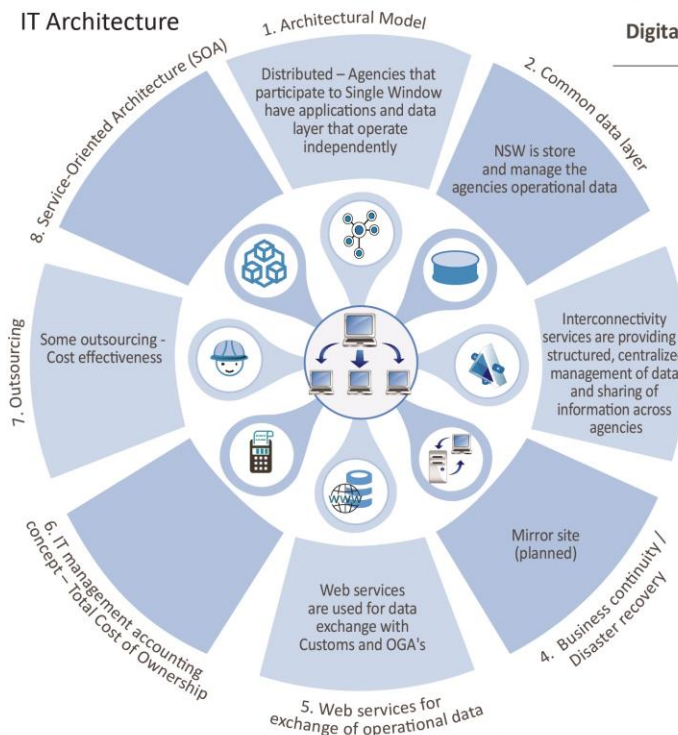 IT Architecture
Digita
1. Architectural Model
Distributed – Agencies that
participate to Single Window
have applications and data
layer that operate
independently
2. Common data layer
NSW is store
and manage the
agencies operational data
Interconnectivity
services are providing
structured, centralized
management of data
and sharing of
information across
agencies
4. Business continuity /
Disaster recovery
Mirror site
(planned)
5. Web services for
exchange of operational data
Web services
are used for data
exchange with
Customs and OGA's
WWW
6. IT management accounting
concept – Total Cost of Ownership
7. Outsourcing
Some outsourcing -
Cost effectiveness
8. Service-Oriented Architecture (SOA)